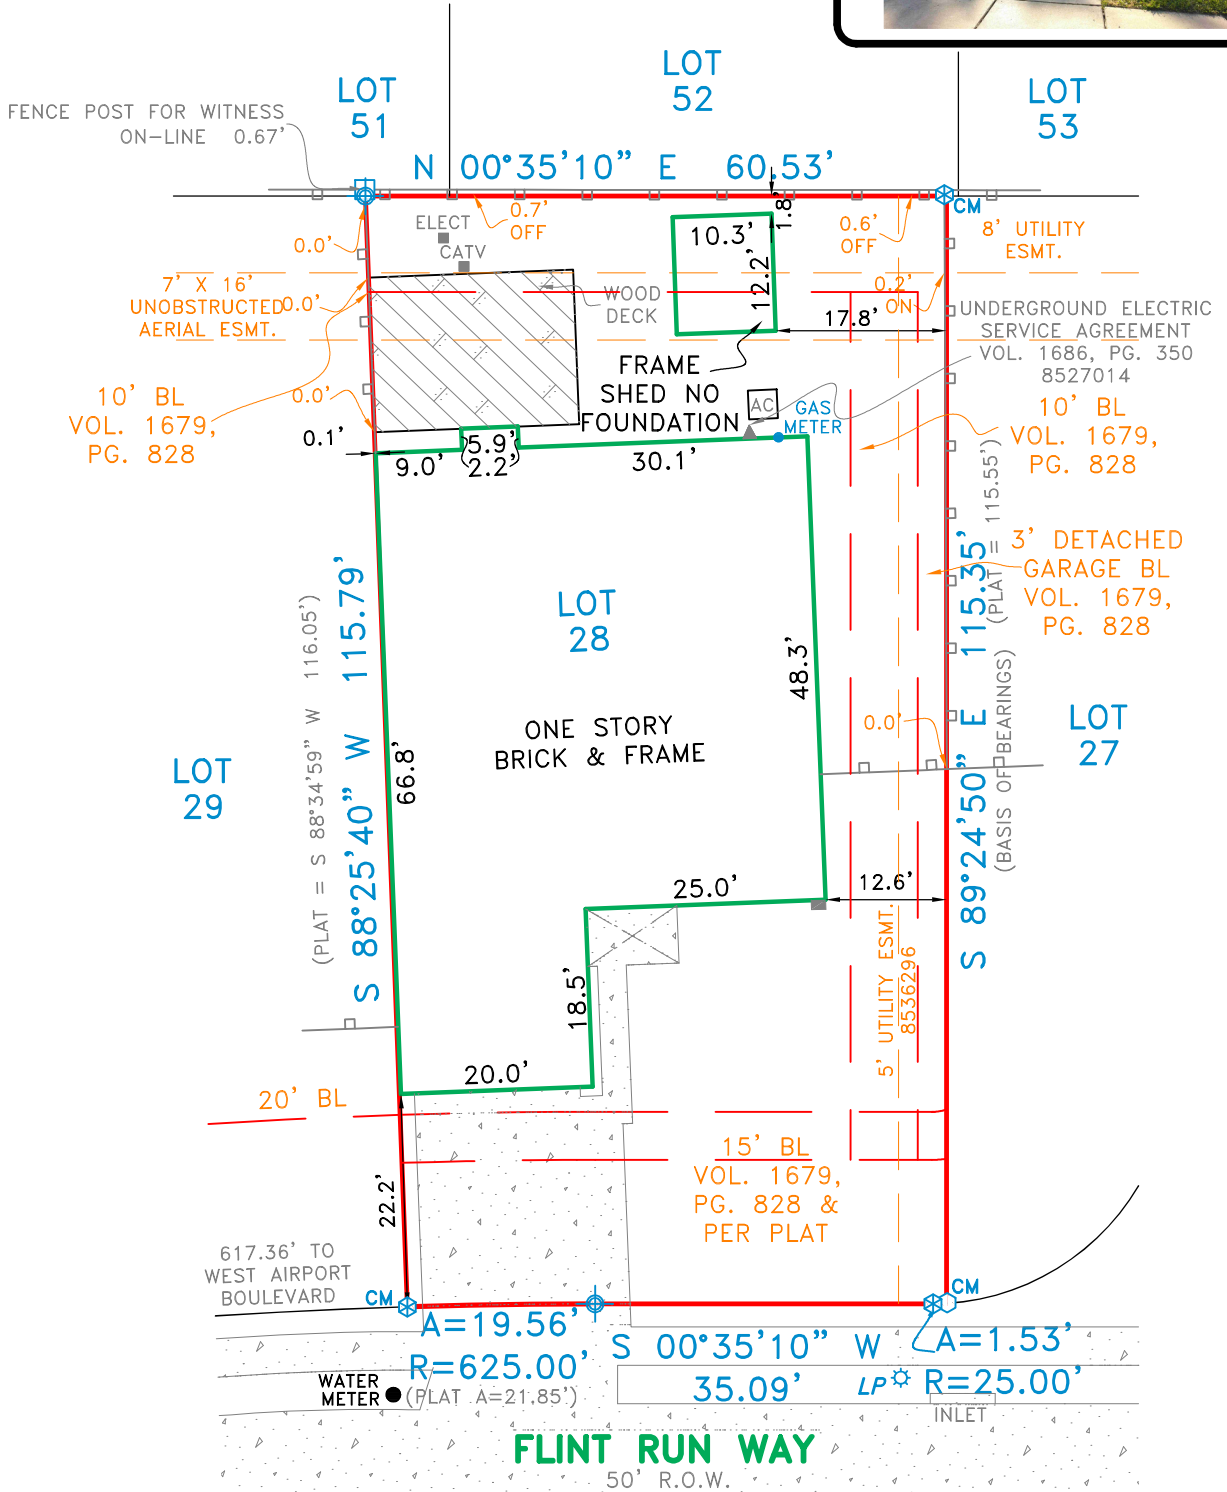 LOT
52
LOT
51
LOT
53
FENCE POST FOR WITNESS
ON-LINE 0.67'
N 00°35'10" E 60.53'
CM
1.8'
0.7'
OFF
0.6'
OFF
ELECT
CATV
0.0'
10.3'
12.2'
8' UTILITY
ESMT.
7' X 16'
UNOBSTRUCTED
AERIAL ESMT.
0.0'
WOOD
DECK
0.2'
ON
17.8'
UNDERGROUND ELECTRIC
SERVICE AGREEMENT
VOL. 1686, PG. 350
8527014
FRAME
SHED NO
FOUNDATION
10' BL
VOL. 1679,
PG. 828
0.0'
0.1'
AC
GAS
METER
10' BL
VOL. 1679,
PG. 828
9.0'
5.9'
2.2'
30.1'
(PLAT = 115.55')
3' DETACHED
GARAGE BL
VOL. 1679,
PG. 828
S 88°25'40" W 115.79'
(PLAT = S 88°34'59" W 116.05')
LOT
28
48.3'
S 89°24'50" E 115.35'
(BASIS OF BEARINGS)
ONE STORY
BRICK & FRAME
0.0'
LOT
27
LOT
29
66.8'
25.0'
12.6'
5' UTILITY ESMT.
8536296
18.5'
20.0'
20' BL
15' BL
VOL. 1679,
PG. 828 &
PER PLAT
22.2'
617.36' TO
WEST AIRPORT
BOULEVARD
CM
CM
A=19.56'
R=625.00'
(PLAT A=21.85')
S 00°35'10" W
35.09'
A=1.53'
R=25.00'
LP
WATER
METER
INLET
FLINT RUN WAY
50' R.O.W.